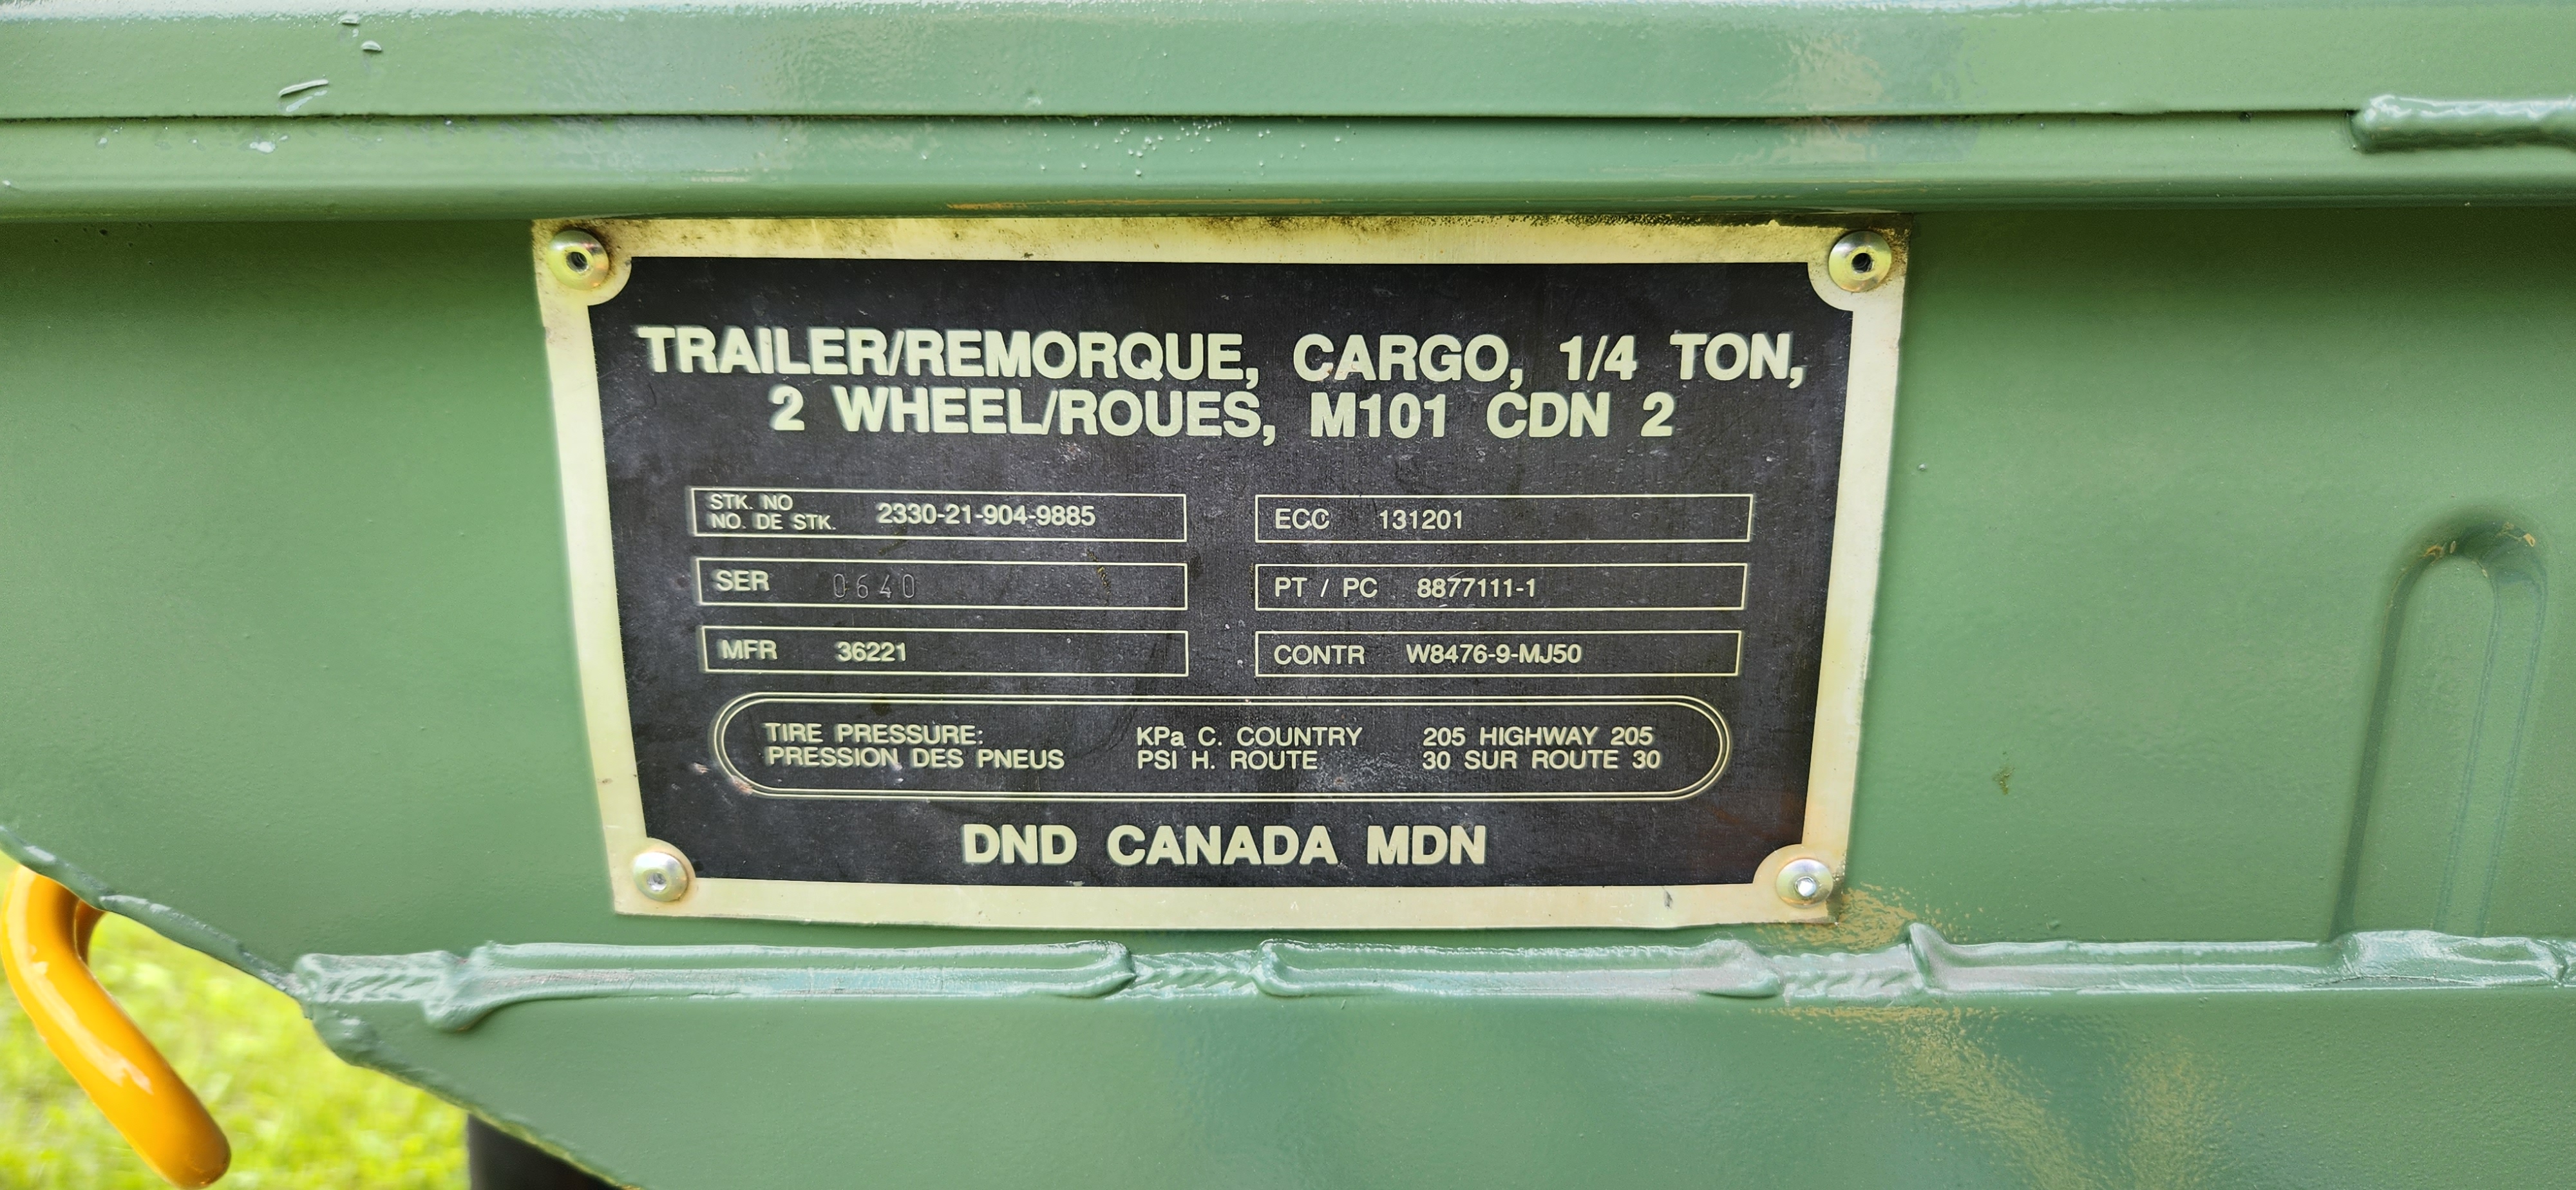 TRAILER/REMORQUE, CARGO, 1/4 TON,
2 WHEEL/ROUES, M101 CDN 2
STK. NO
NO. DE STK. 2330-21-904-9885
ECC 131201
SER 0640
PT / PC 8877111-1
MFR 36221
CONTR W8476-9-MJ50
TIRE PRESSURE: KPa C. COUNTRY 205 HIGHWAY 205
PRESSION DES PNEUS PSI H. ROUTE 30 SUR ROUTE 30
DND CANADA MDN